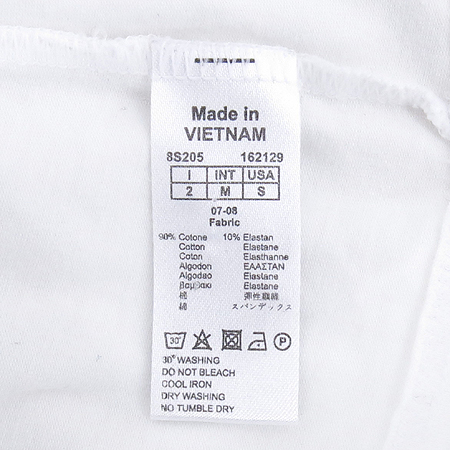 Made in
VIETNAM
8S205 162129
I INT USA
2 M S
07-08
Fabric
90% Cotone 10% Elastan
Cotton Elastane
Coton Elasthanne
Algodon ΕΛΑΣΤΑΝ
Algodao Elastane
βαμβακι Elastane
棉 彈性纖維
綿 スパンデックス
30°
P
30° WASHING
DO NOT BLEACH
COOL IRON
DRY WASHING
NO TUMBLE DRY